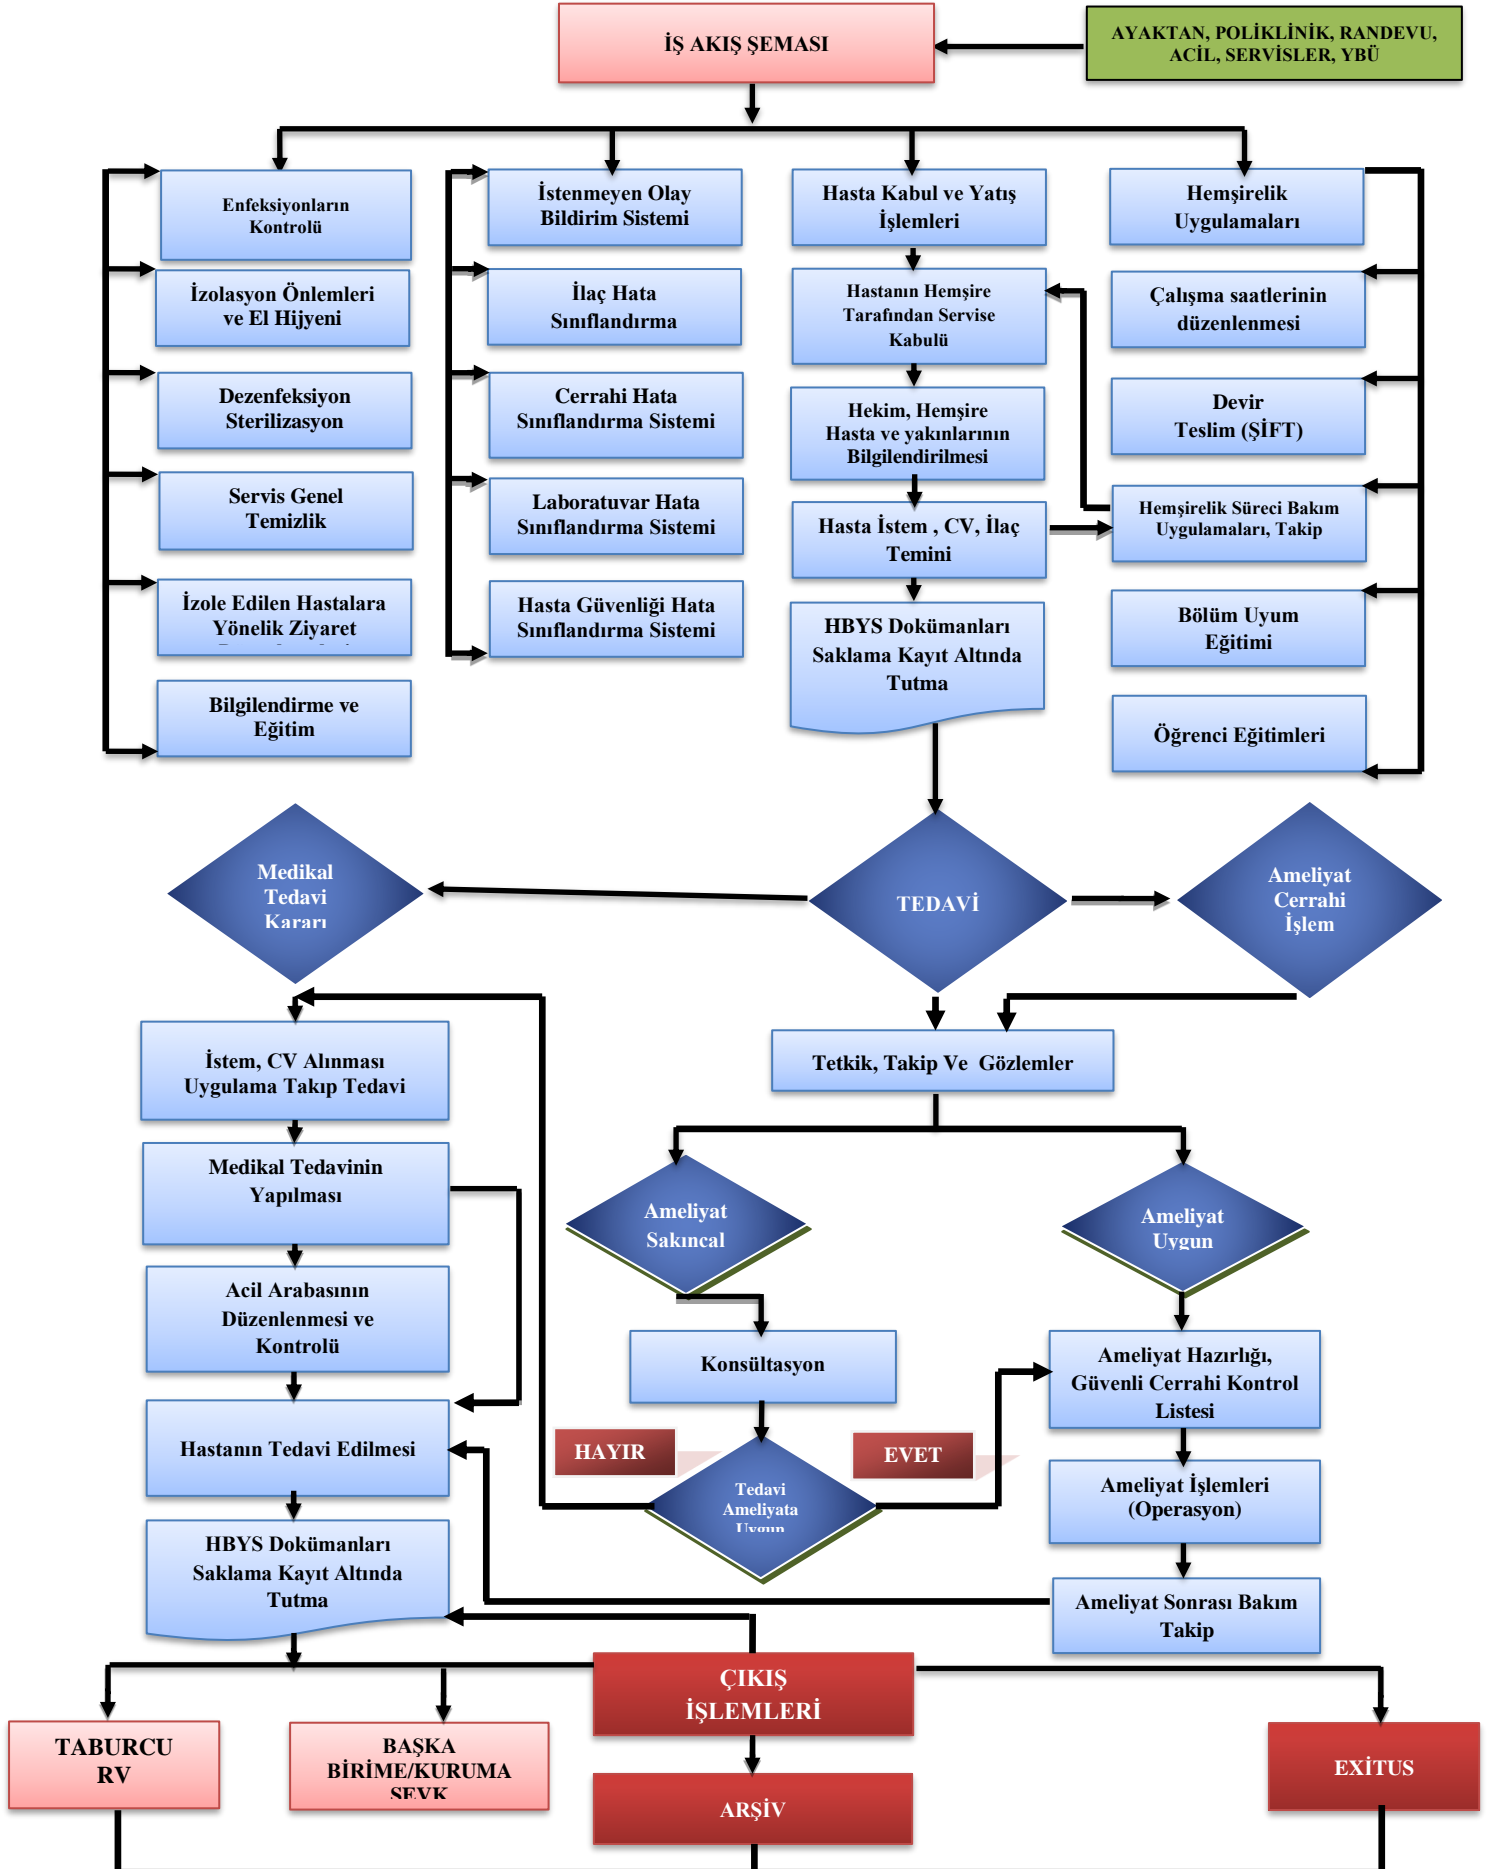 İŞ AKIŞ ŞEMASI
AYAKTAN, POLİKLİNİK, RANDEVU,
ACİL, SERVİSLER, YBÜ
Enfeksiyonların
Kontrolü
İzolasyon Önlemleri
ve El Hijyeni
Dezenfeksiyon
Sterilizasyon
Servis Genel
Temizlik
İzole Edilen Hastalara
Yönelik Ziyaret
Bilgilendirme ve
Eğitim
İstenmeyen Olay
Bildirim Sistemi
İlaç Hata
Sınıflandırma
Cerrahi Hata
Sınıflandırma Sistemi
Laboratuvar Hata
Sınıflandırma Sistemi
Hasta Güvenliği Hata
Sınıflandırma Sistemi
Hasta Kabul ve Yatış
İşlemleri
Hastanın Hemşire
Tarafından Servise
Kabulü
Hekim, Hemşire
Hasta ve yakınlarının
Bilgilendirilmesi
Hasta İstem , CV, İlaç
Temini
HBYS Dokümanları
Saklama Kayıt Altında
Tutma
Hemşirelik
Uygulamaları
Çalışma saatlerinin
düzenlenmesi
Devir
Teslim (ŞİFT)
Hemşirelik Süreci Bakım
Uygulamaları, Takip
Bölüm Uyum
Eğitimi
Öğrenci Eğitimleri
Medikal
Tedavi
Kararı
TEDAVİ
Ameliyat
Cerrahi
İşlem
İstem, CV Alınması
Uygulama Takıp Tedavi
Tetkik, Takip Ve Gözlemler
Medikal Tedavinin
Yapılması
Ameliyat
Sakıncal
Ameliyat
Uygun
Acil Arabasının
Düzenlenmesi ve
Kontrolü
Konsültasyon
Ameliyat Hazırlığı,
Güvenli Cerrahi Kontrol
Listesi
Hastanın Tedavi Edilmesi
HAYIR
EVET
Tedavi
Ameliyata
Uygun
Ameliyat İşlemleri
(Operasyon)
HBYS Dokümanları
Saklama Kayıt Altında
Tutma
Ameliyat Sonrası Bakım
Takip
ÇIKIŞ
İŞLEMLERİ
TABURCU
RV
BAŞKA
BİRİME/KURUMA
SEVK
ARŞİV
EXİTUS